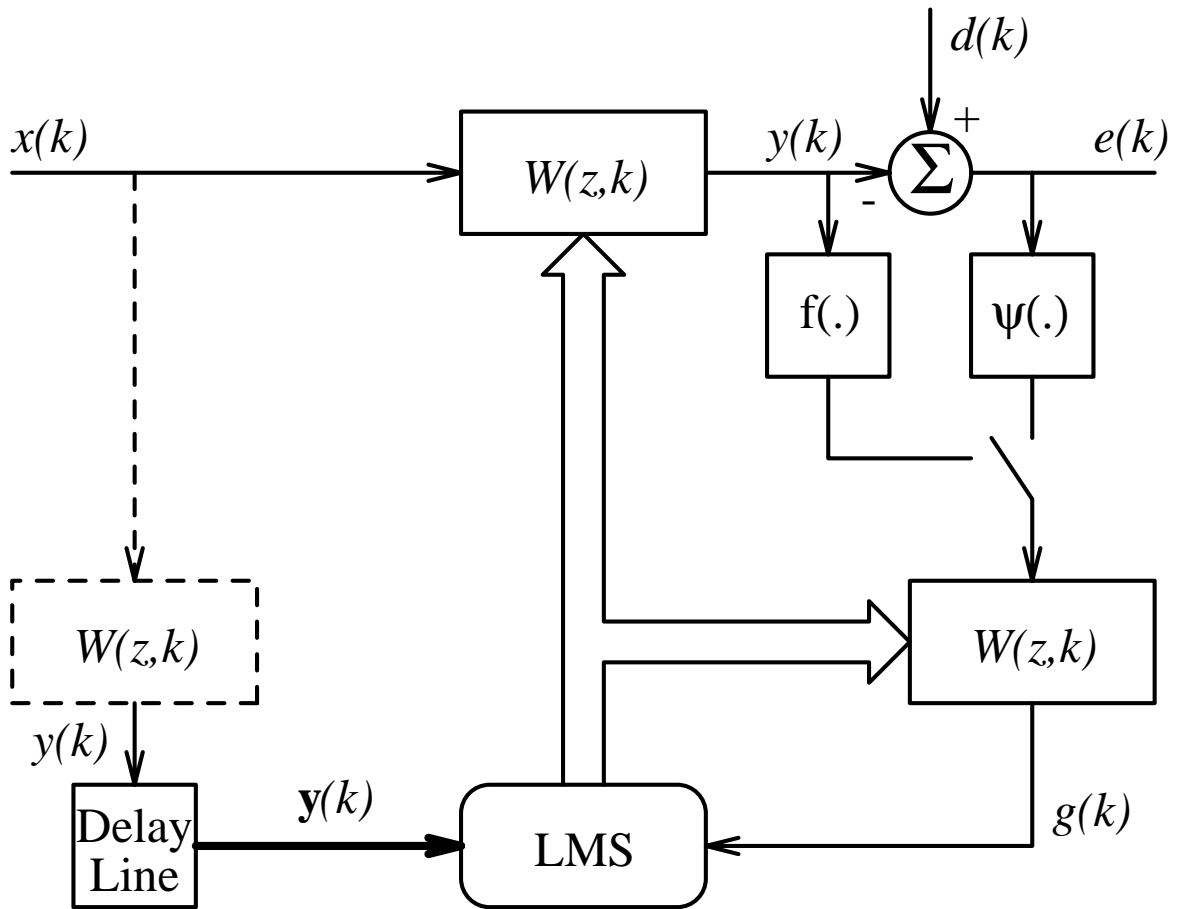 d(k)
+
x(k)
W(z,k)
y(k)
Σ
e(k)
-
f(.)
ψ(.)
W(z,k)
W(z,k)
y(k)
Delay
Line
y(k)
LMS
g(k)